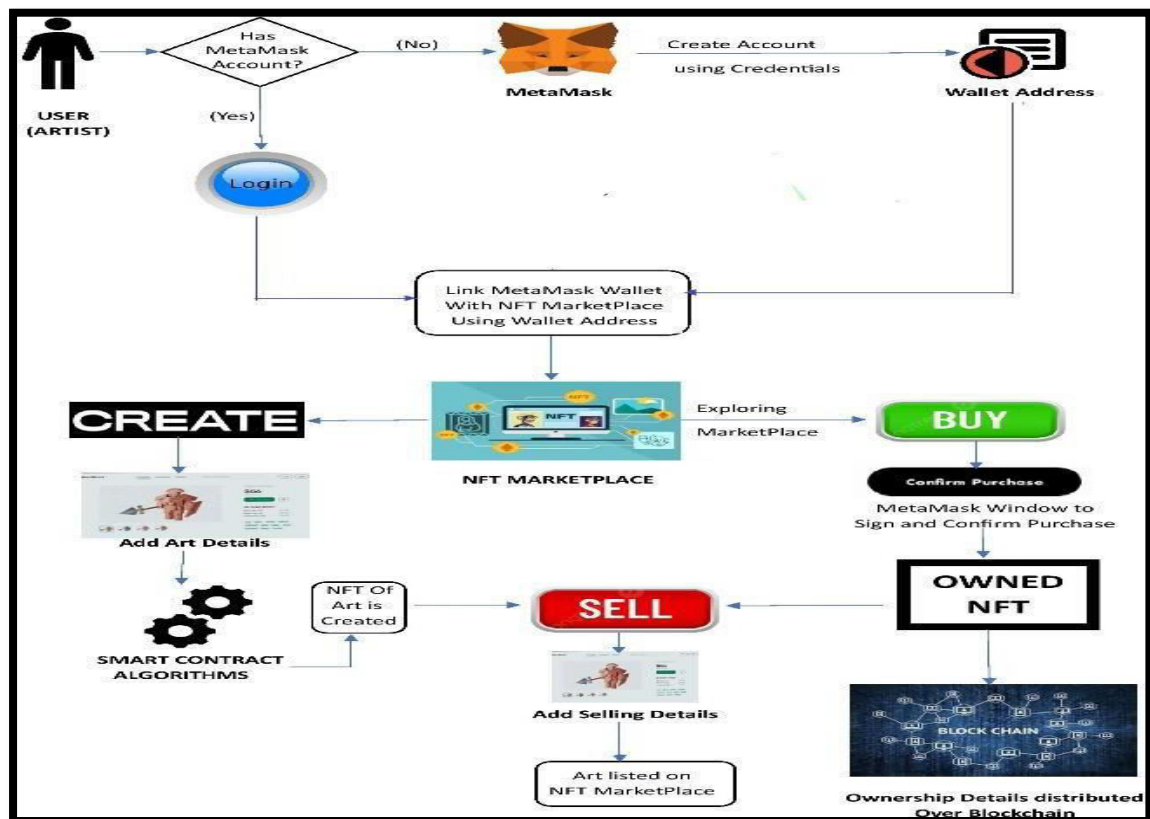 Has
MetaMask
Account?
(No)
Create Account
using Credentials
MetaMask
Wallet Address
USER
(ARTIST)
(Yes)
Login
Link MetaMask Wallet
With NFT MarketPlace
Using Wallet Address
CREATE
NFT
NFT
Exploring
MarketPlace
BUY
NFT MARKETPLACE
Confirm Purchase
MetaMask Window to
Sign and Confirm Purchase
Add Art Details
OWNED
NFT
NFT Of
Art is
Created
SELL
SMART CONTRACT
ALGORITHMS
Add Selling Details
BLOCK CHAIN
Art listed on
NFT MarketPlace
Ownership Details distributed
Over Blockchain